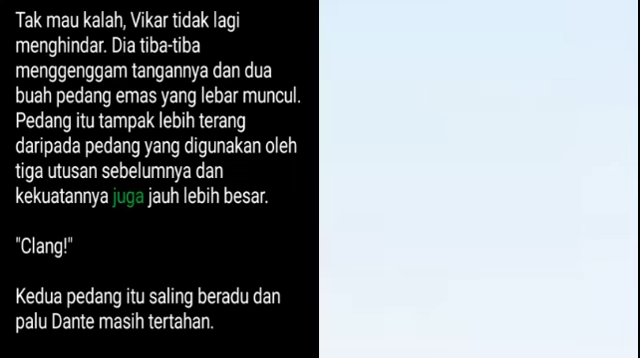 Tak mau kalah, Vikar tidak lagi
menghindar. Dia tiba-tiba
menggenggam tangannya dan dua
buah pedang emas yang lebar muncul.
Pedang itu tampak lebih terang
daripada pedang yang digunakan oleh
tiga utusan sebelumnya dan
kekuatannya juga jauh lebih besar.
"Clang!"
Kedua pedang itu saling beradu dan
palu Dante masih tertahan.